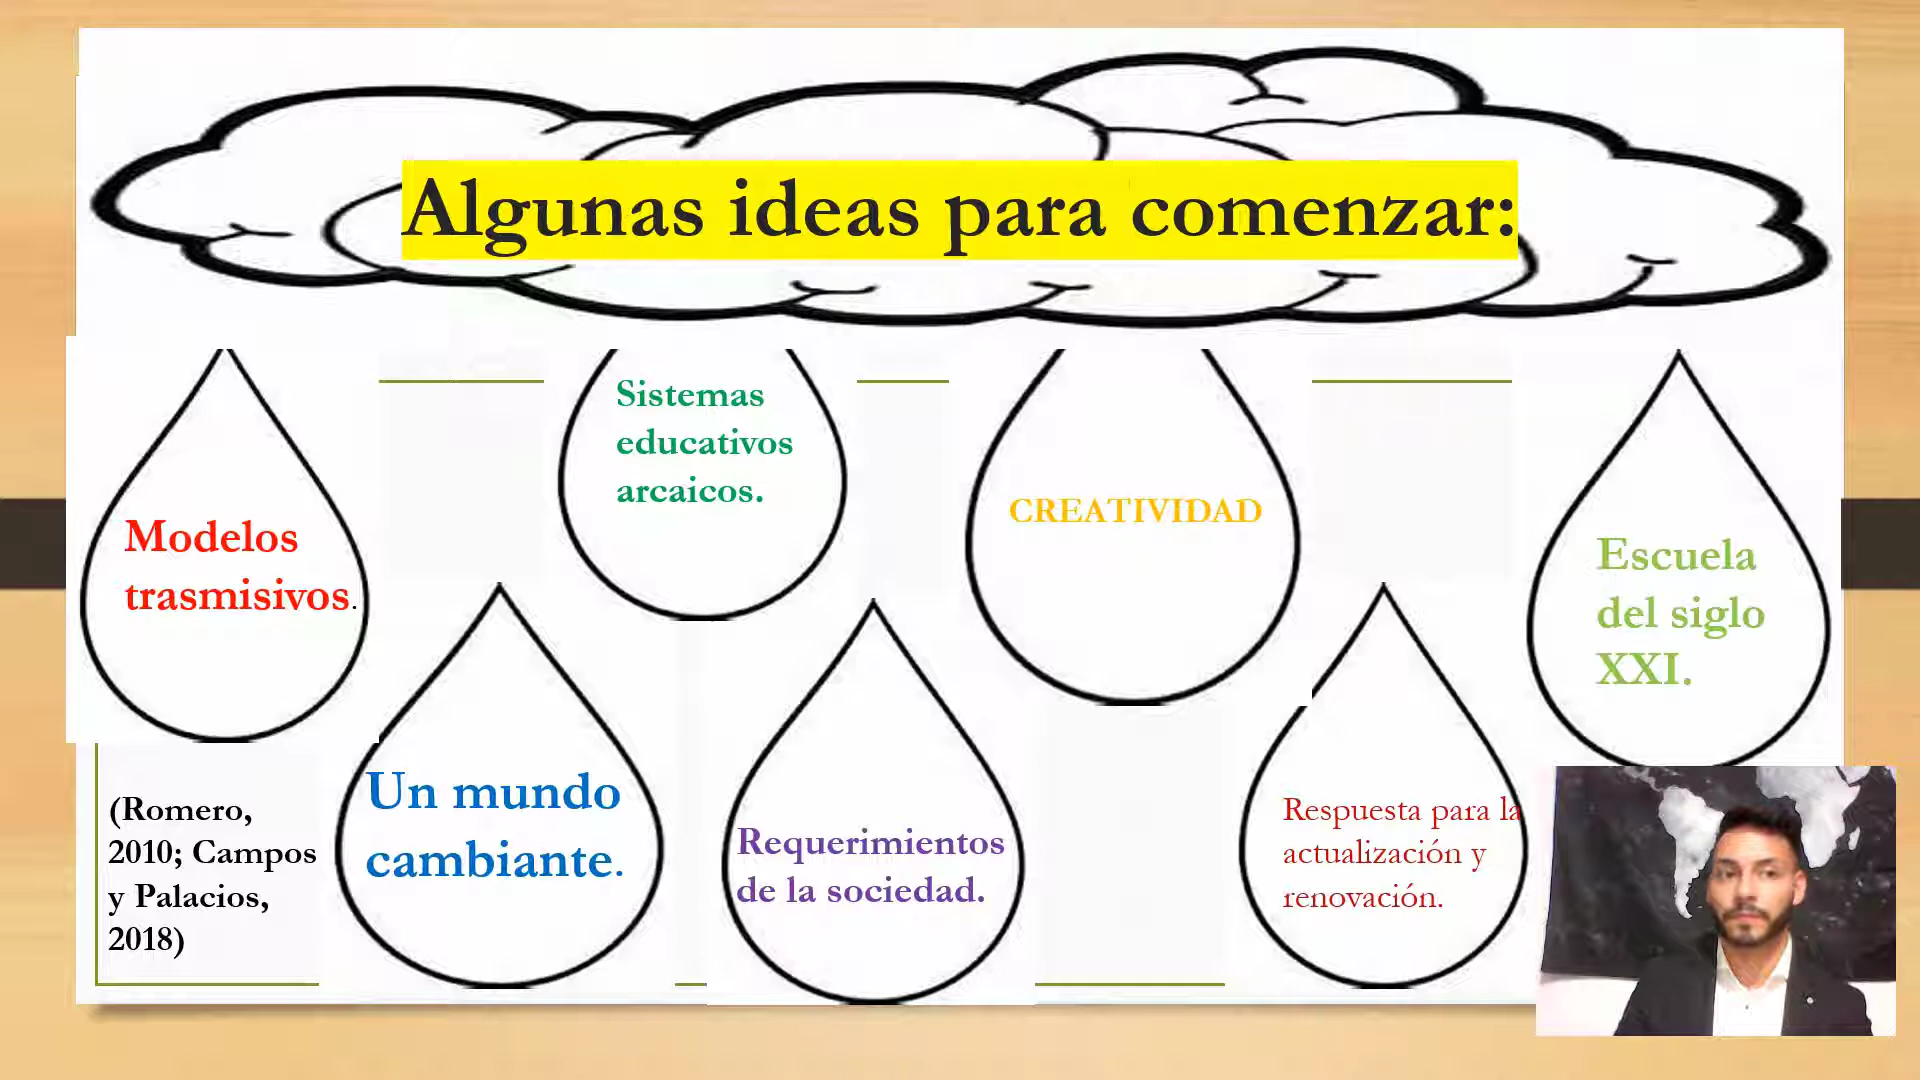 Algunas ideas para comenzar:
Modelos
trasmisivos.
Sistemas
educativos
arcaicos.
CREATIVIDAD
Escuela
del siglo
XXI.
(Romero,
2010; Campos
y Palacios,
2018)
Un mundo
cambiante.
Requerimientos
de la sociedad.
Respuesta para la
actualización y
renovación.